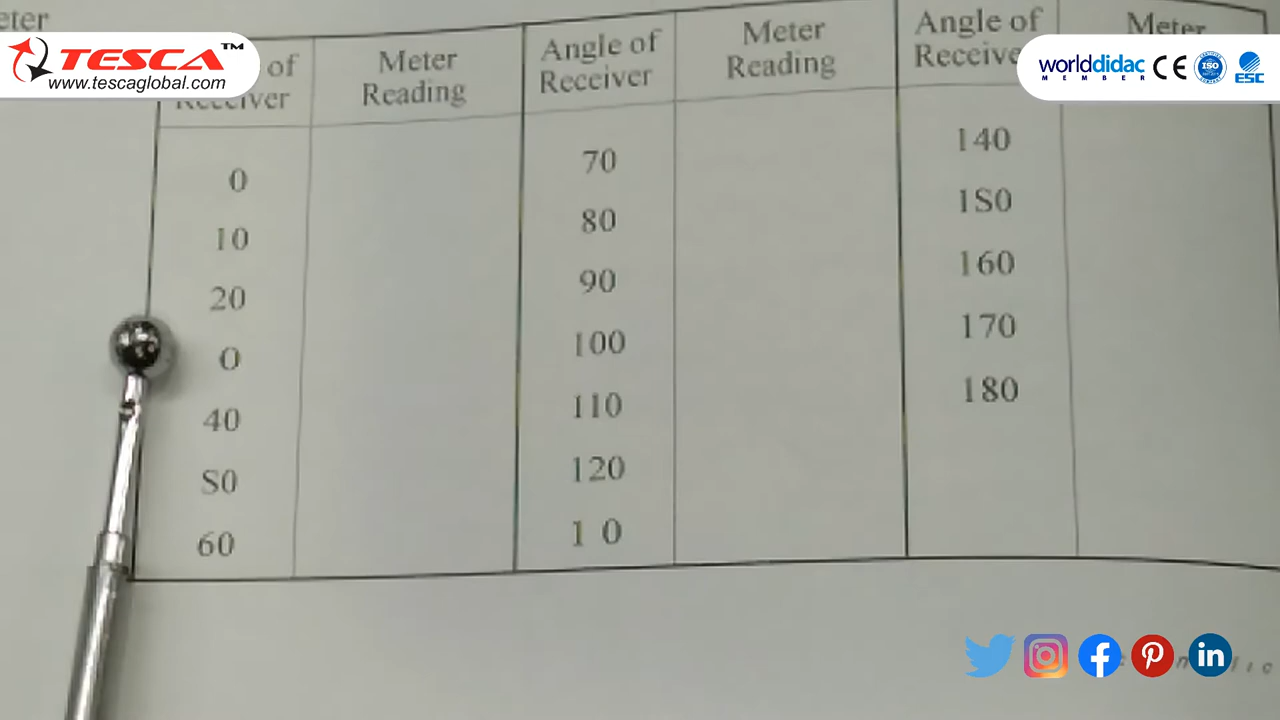 eter
TESCA™
www.tescaglobal.com
of
Receiver
Meter
Reading
Angle of
Receiver
Meter
Reading
Angle of
Receive
Meter
worlddidac
MEMBER
CE
ISO
ESC
0
10
20
O
40
S0
60
70
80
90
100
110
120
1 0
140
1S0
160
170
180